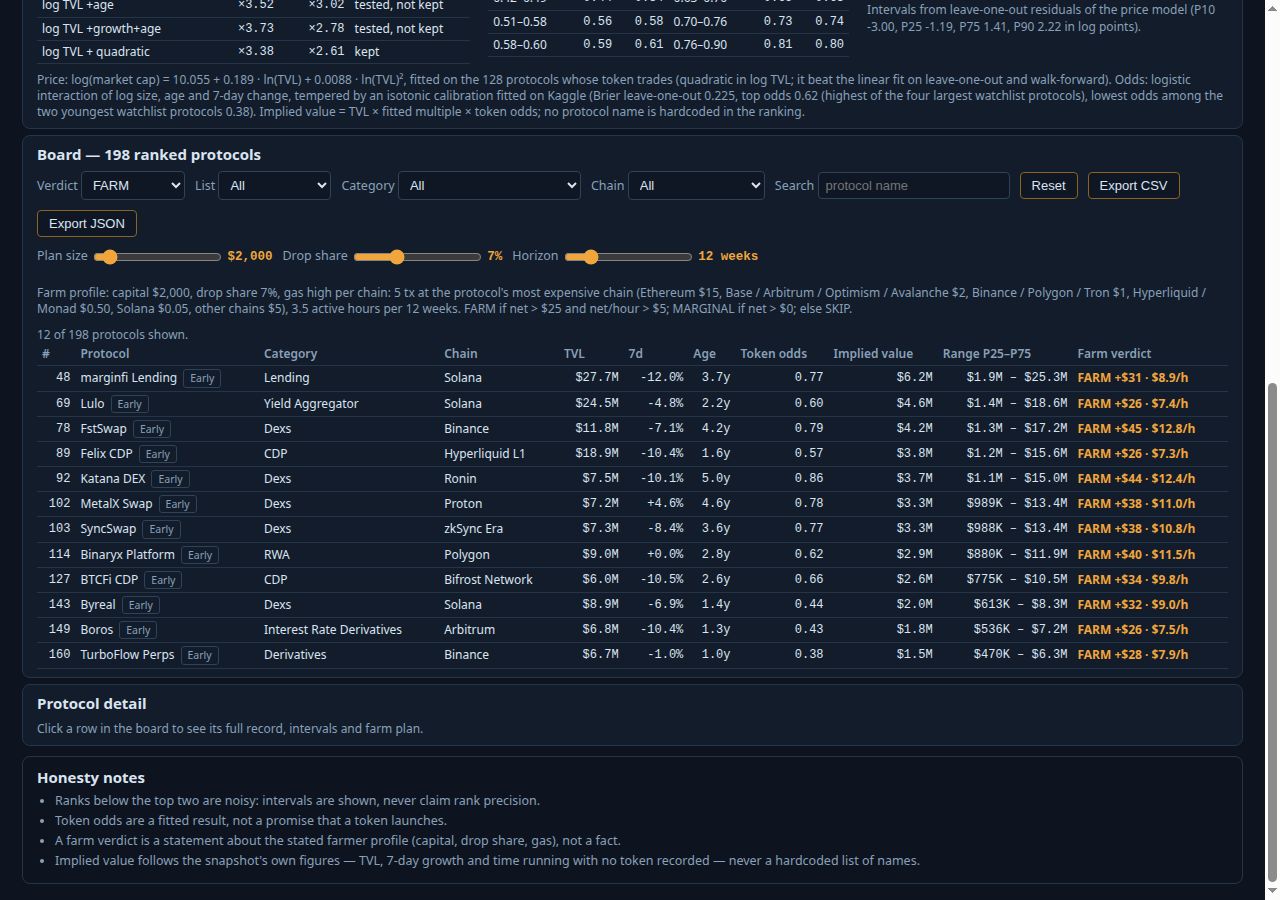 log TVL +age ×3.52 ×3.02 tested, not kept
log TVL +growth+age ×3.73 ×2.78 tested, not kept
log TVL + quadratic ×3.38 ×2.61 kept
0.51–0.58 0.56 0.58 0.70–0.76 0.73 0.74
0.58–0.60 0.59 0.61 0.76–0.90 0.81 0.80
Intervals from leave-one-out residuals of the price model (P10
-3.00, P25 -1.19, P75 1.41, P90 2.22 in log points).
Price: log(market cap) = 10.055 + 0.189 · ln(TVL) + 0.0088 · ln(TVL)², fitted on the 128 protocols whose token trades (quadratic in log TVL; it beat the linear fit on leave-one-out and walk-forward). Odds: logistic
interaction of log size, age and 7-day change, tempered by an isotonic calibration fitted on Kaggle (Brier leave-one-out 0.225, top odds 0.62 (highest of the four largest watchlist protocols), lowest odds among the
two youngest watchlist protocols 0.38). Implied value = TVL × fitted multiple × token odds; no protocol name is hardcoded in the ranking.
Board — 198 ranked protocols
Verdict FARM List All Category All Chain All Search protocol name Reset Export CSV
Export JSON
Plan size $2,000 Drop share 7% Horizon 12 weeks
Farm profile: capital $2,000, drop share 7%, gas high per chain: 5 tx at the protocol's most expensive chain (Ethereum $15, Base / Arbitrum / Optimism / Avalanche $2, Binance / Polygon / Tron $1, Hyperliquid /
Monad $0.50, Solana $0.05, other chains $5), 3.5 active hours per 12 weeks. FARM if net > $25 and net/hour > $5; MARGINAL if net > $0; else SKIP.
12 of 198 protocols shown.
# Protocol Category Chain TVL 7d Age Token odds Implied value Range P25–P75 Farm verdict
48 marginfi Lending Early Lending Solana $27.7M -12.0% 3.7y 0.77 $6.2M $1.9M – $25.3M FARM +$31 · $8.9/h
69 Lulo Early Yield Aggregator Solana $24.5M -4.8% 2.2y 0.60 $4.6M $1.4M – $18.6M FARM +$26 · $7.4/h
78 FstSwap Early Dexs Binance $11.8M -7.1% 4.2y 0.79 $4.2M $1.3M – $17.2M FARM +$45 · $12.8/h
89 Felix CDP Early CDP Hyperliquid L1 $18.9M -10.4% 1.6y 0.57 $3.8M $1.2M – $15.6M FARM +$26 · $7.3/h
92 Katana DEX Early Dexs Ronin $7.5M -10.1% 5.0y 0.86 $3.7M $1.1M – $15.0M FARM +$44 · $12.4/h
102 MetalX Swap Early Dexs Proton $7.2M +4.6% 4.6y 0.78 $3.3M $989K – $13.4M FARM +$38 · $11.0/h
103 SyncSwap Early Dexs zkSync Era $7.3M -8.4% 3.6y 0.77 $3.3M $988K – $13.4M FARM +$38 · $10.8/h
114 Binaryx Platform Early RWA Polygon $9.0M +0.0% 2.8y 0.62 $2.9M $880K – $11.9M FARM +$40 · $11.5/h
127 BTCFi CDP Early CDP Bifrost Network $6.0M -10.5% 2.6y 0.66 $2.6M $775K – $10.5M FARM +$34 · $9.8/h
143 Byreal Early Dexs Solana $8.9M -6.9% 1.4y 0.44 $2.0M $613K – $8.3M FARM +$32 · $9.0/h
149 Boros Early Interest Rate Derivatives Arbitrum $6.8M -10.4% 1.3y 0.43 $1.8M $536K – $7.2M FARM +$26 · $7.5/h
160 TurboFlow Perps Early Derivatives Binance $6.7M -1.0% 1.0y 0.38 $1.5M $470K – $6.3M FARM +$28 · $7.9/h
Protocol detail
Click a row in the board to see its full record, intervals and farm plan.
Honesty notes
• Ranks below the top two are noisy: intervals are shown, never claim rank precision.
• Token odds are a fitted result, not a promise that a token launches.
• A farm verdict is a statement about the stated farmer profile (capital, drop share, gas), not a fact.
• Implied value follows the snapshot's own figures — TVL, 7-day growth and time running with no token recorded — never a hardcoded list of names.